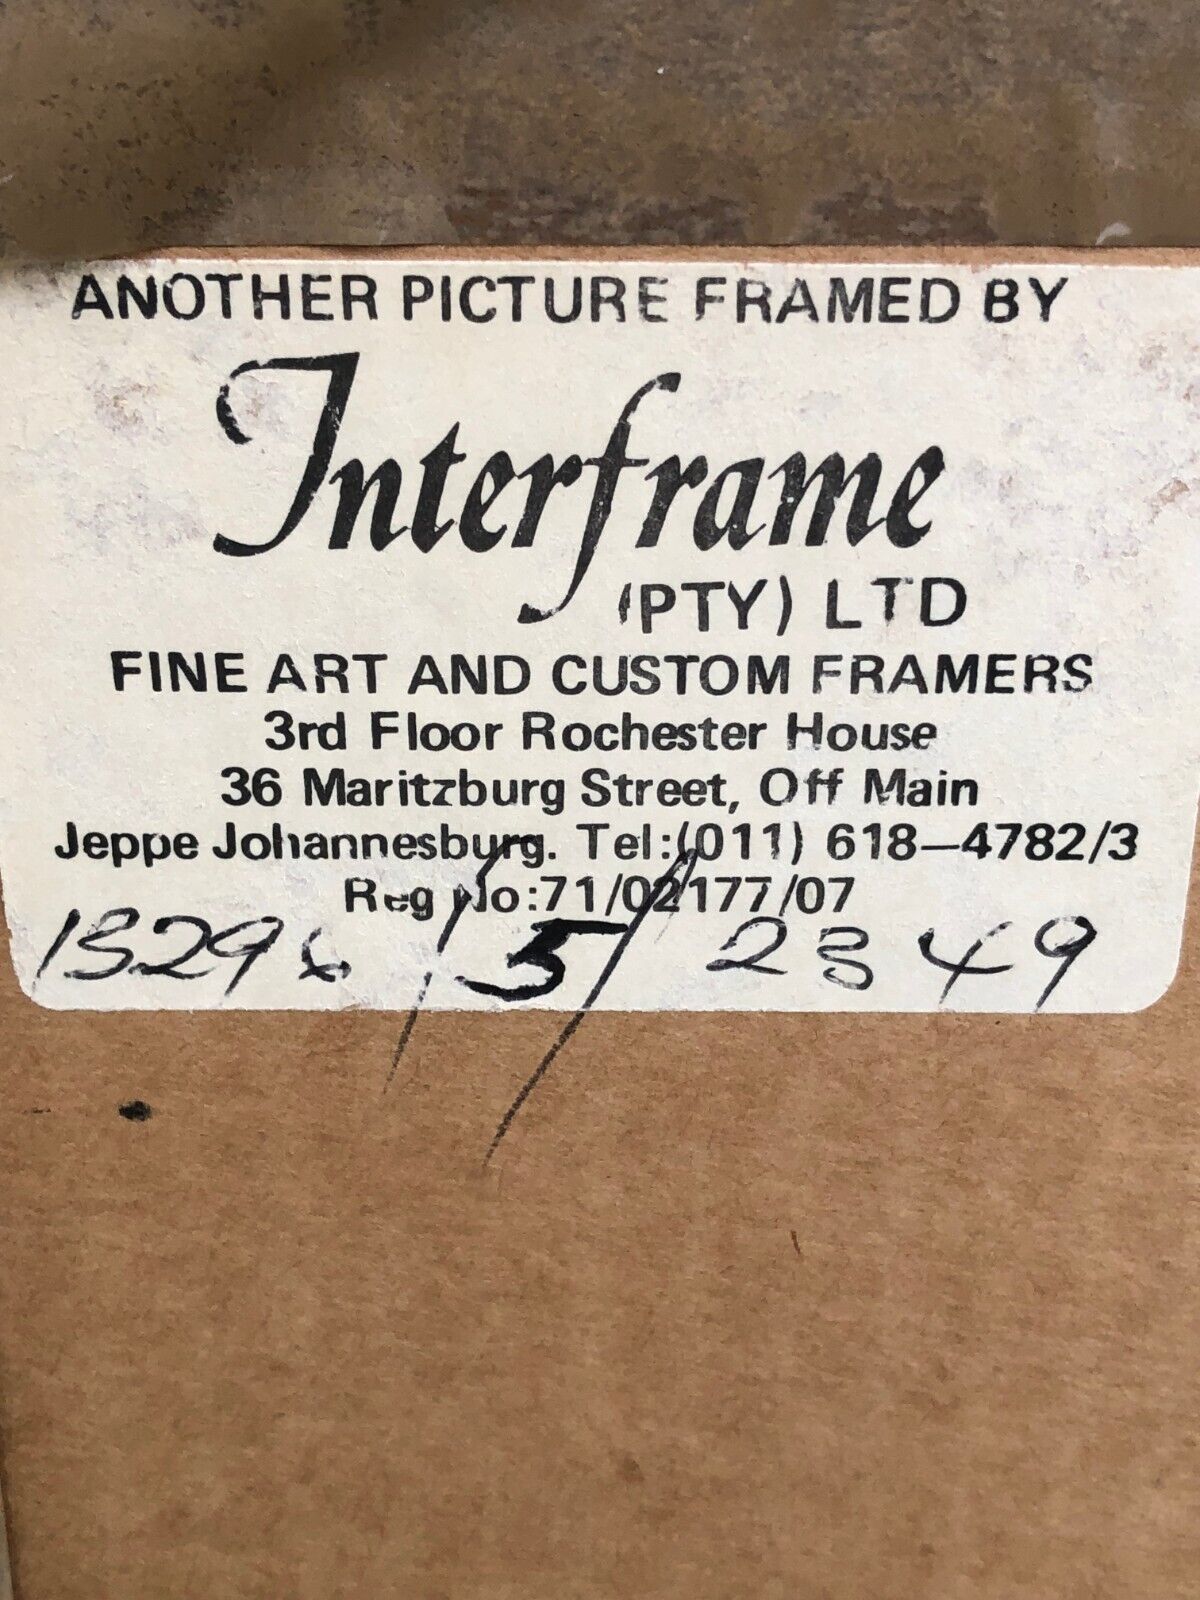 ANOTHER PICTURE FRAMED BY
Interframe
(PTY) LTD
FINE ART AND CUSTOM FRAMERS
3rd Floor Rochester House
36 Maritzburg Street, Off Main
Jeppe Johannesburg. Tel:(011) 618-4782/3
Reg No:71/02177/07
/5/ 2349